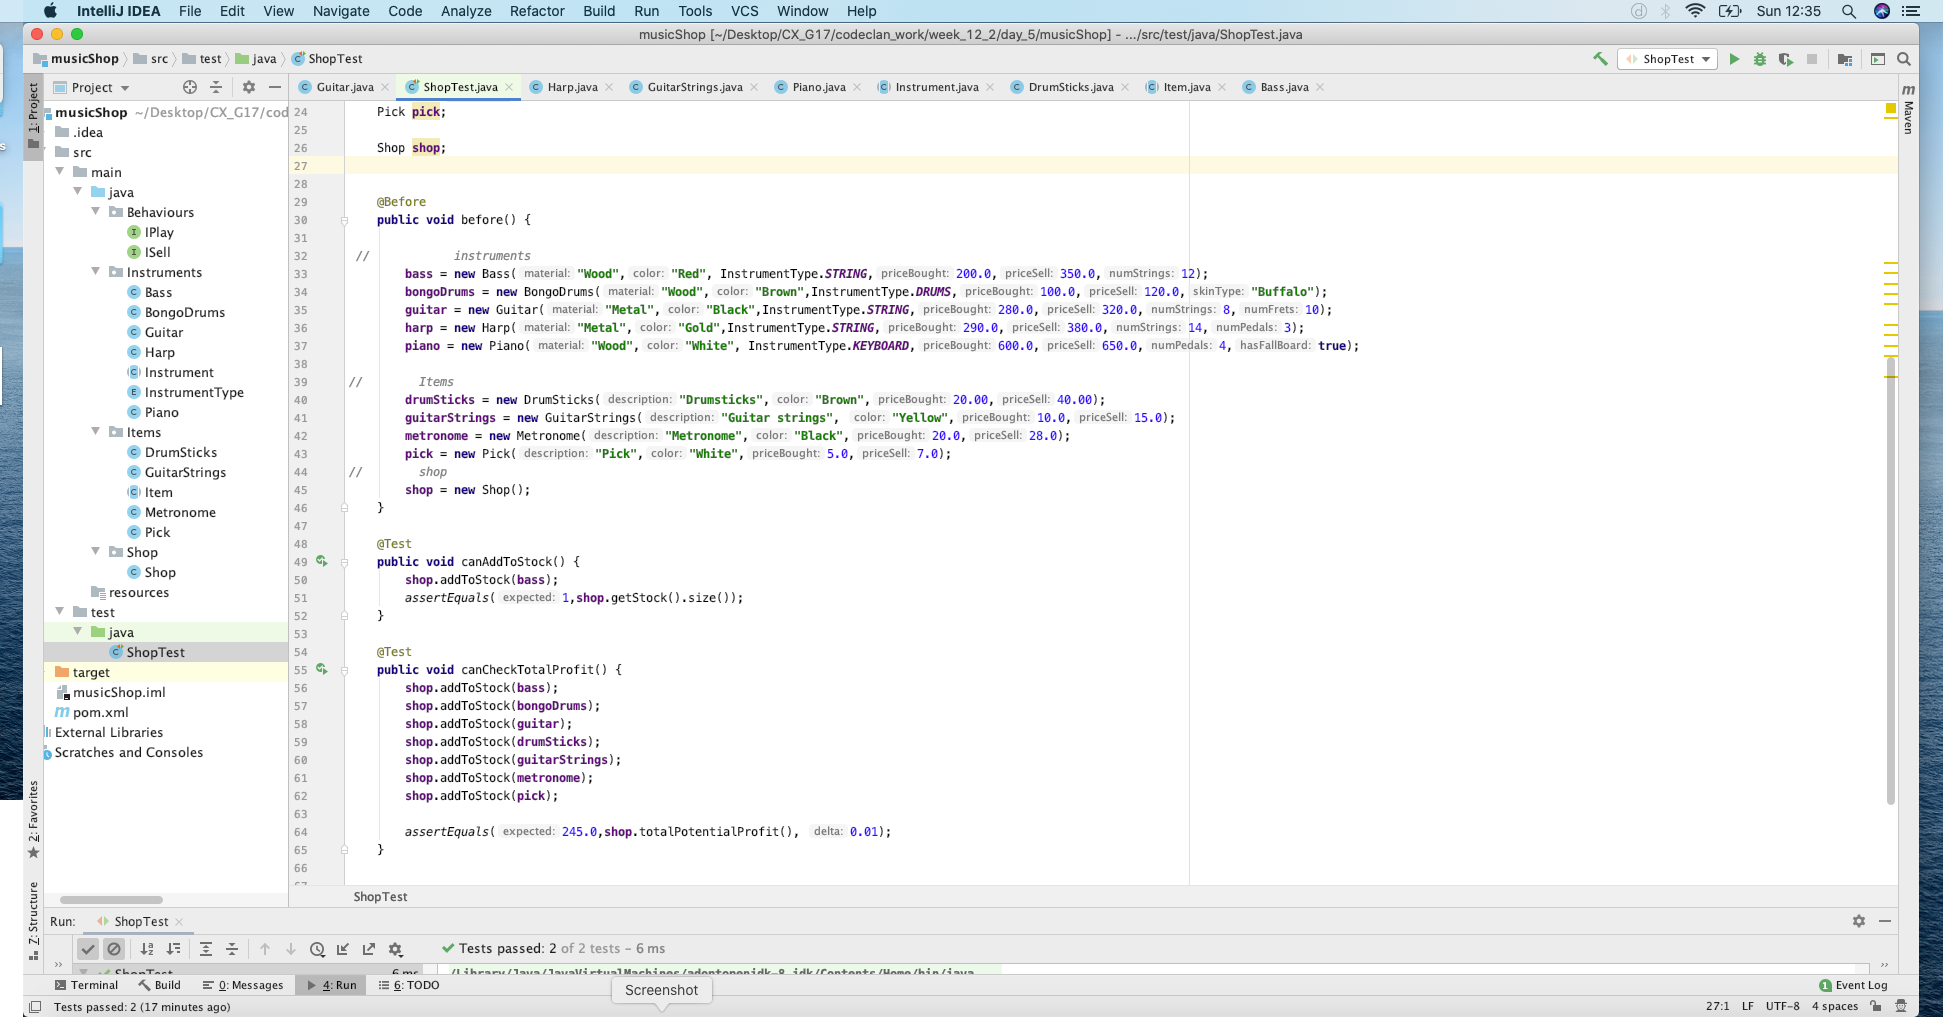 IntelliJ IDEA File Edit View Navigate Code Analyze Refactor Build Run Tools VCS Window Help Sun 12:35
musicShop [~/Desktop/CX_G17/codeclan_work/week_12_2/day_5/musicShop] - .../src/test/java/ShopTest.java
musicShop src test java ShopTest ShopTest
Project
Guitar.java ShopTest.java Harp.java GuitarStrings.java Piano.java Instrument.java DrumSticks.java Item.java Bass.java
1: Project
2: Favorites
7: Structure
m
Maven
musicShop ~/Desktop/CX_G17/cod
.idea
src
main
java
Behaviours
IPlay
ISell
Instruments
Bass
BongoDrums
Guitar
Harp
Instrument
InstrumentType
Piano
Items
DrumSticks
GuitarStrings
Item
Metronome
Pick
Shop
Shop
resources
test
java
ShopTest
target
musicShop.iml
pom.xml
External Libraries
Scratches and Consoles
24 Pick pick;
25
26 Shop shop;
27
28
29 @Before
30 public void before() {
31
32 // instruments
33 bass = new Bass( material: "Wood", color: "Red", InstrumentType.STRING, priceBought: 200.0, priceSell: 350.0, numStrings: 12);
34 bongoDrums = new BongoDrums( material: "Wood", color: "Brown",InstrumentType.DRUMS, priceBought: 100.0, priceSell: 120.0, skinType: "Buffalo");
35 guitar = new Guitar( material: "Metal", color: "Black",InstrumentType.STRING, priceBought: 280.0, priceSell: 320.0, numStrings: 8, numFrets: 10);
36 harp = new Harp( material: "Metal", color: "Gold",InstrumentType.STRING, priceBought: 290.0, priceSell: 380.0, numStrings: 14, numPedals: 3);
37 piano = new Piano( material: "Wood", color: "White", InstrumentType.KEYBOARD, priceBought: 600.0, priceSell: 650.0, numPedals: 4, hasFallBoard: true);
38
39 // Items
40 drumSticks = new DrumSticks( description: "Drumsticks", color: "Brown", priceBought: 20.00, priceSell: 40.00);
41 guitarStrings = new GuitarStrings( description: "Guitar strings", color: "Yellow", priceBought: 10.0, priceSell: 15.0);
42 metronome = new Metronome( description: "Metronome", color: "Black", priceBought: 20.0, priceSell: 28.0);
43 pick = new Pick( description: "Pick", color: "White", priceBought: 5.0, priceSell: 7.0);
44 // shop
45 shop = new Shop();
46 }
47
48 @Test
49 public void canAddToStock() {
50 shop.addToStock(bass);
51 assertEquals( expected: 1,shop.getStock().size());
52 }
53
54 @Test
55 public void canCheckTotalProfit() {
56 shop.addToStock(bass);
57 shop.addToStock(bongoDrums);
58 shop.addToStock(guitar);
59 shop.addToStock(drumSticks);
60 shop.addToStock(guitarStrings);
61 shop.addToStock(metronome);
62 shop.addToStock(pick);
63
64 assertEquals( expected: 245.0,shop.totalPotentialProfit(), delta: 0.01);
65 }
66
67
ShopTest
Run: ShopTest
Tests passed: 2 of 2 tests – 6 ms
ShopTest 6 ms /Library/Java/JavaVirtualMachines/adoptopenjdk-8.jdk/Contents/Home/bin/java
Terminal Build 0: Messages 4: Run 6: TODO 1 Event Log
Screenshot
Tests passed: 2 (17 minutes ago) 27:1 LF UTF-8 4 spaces